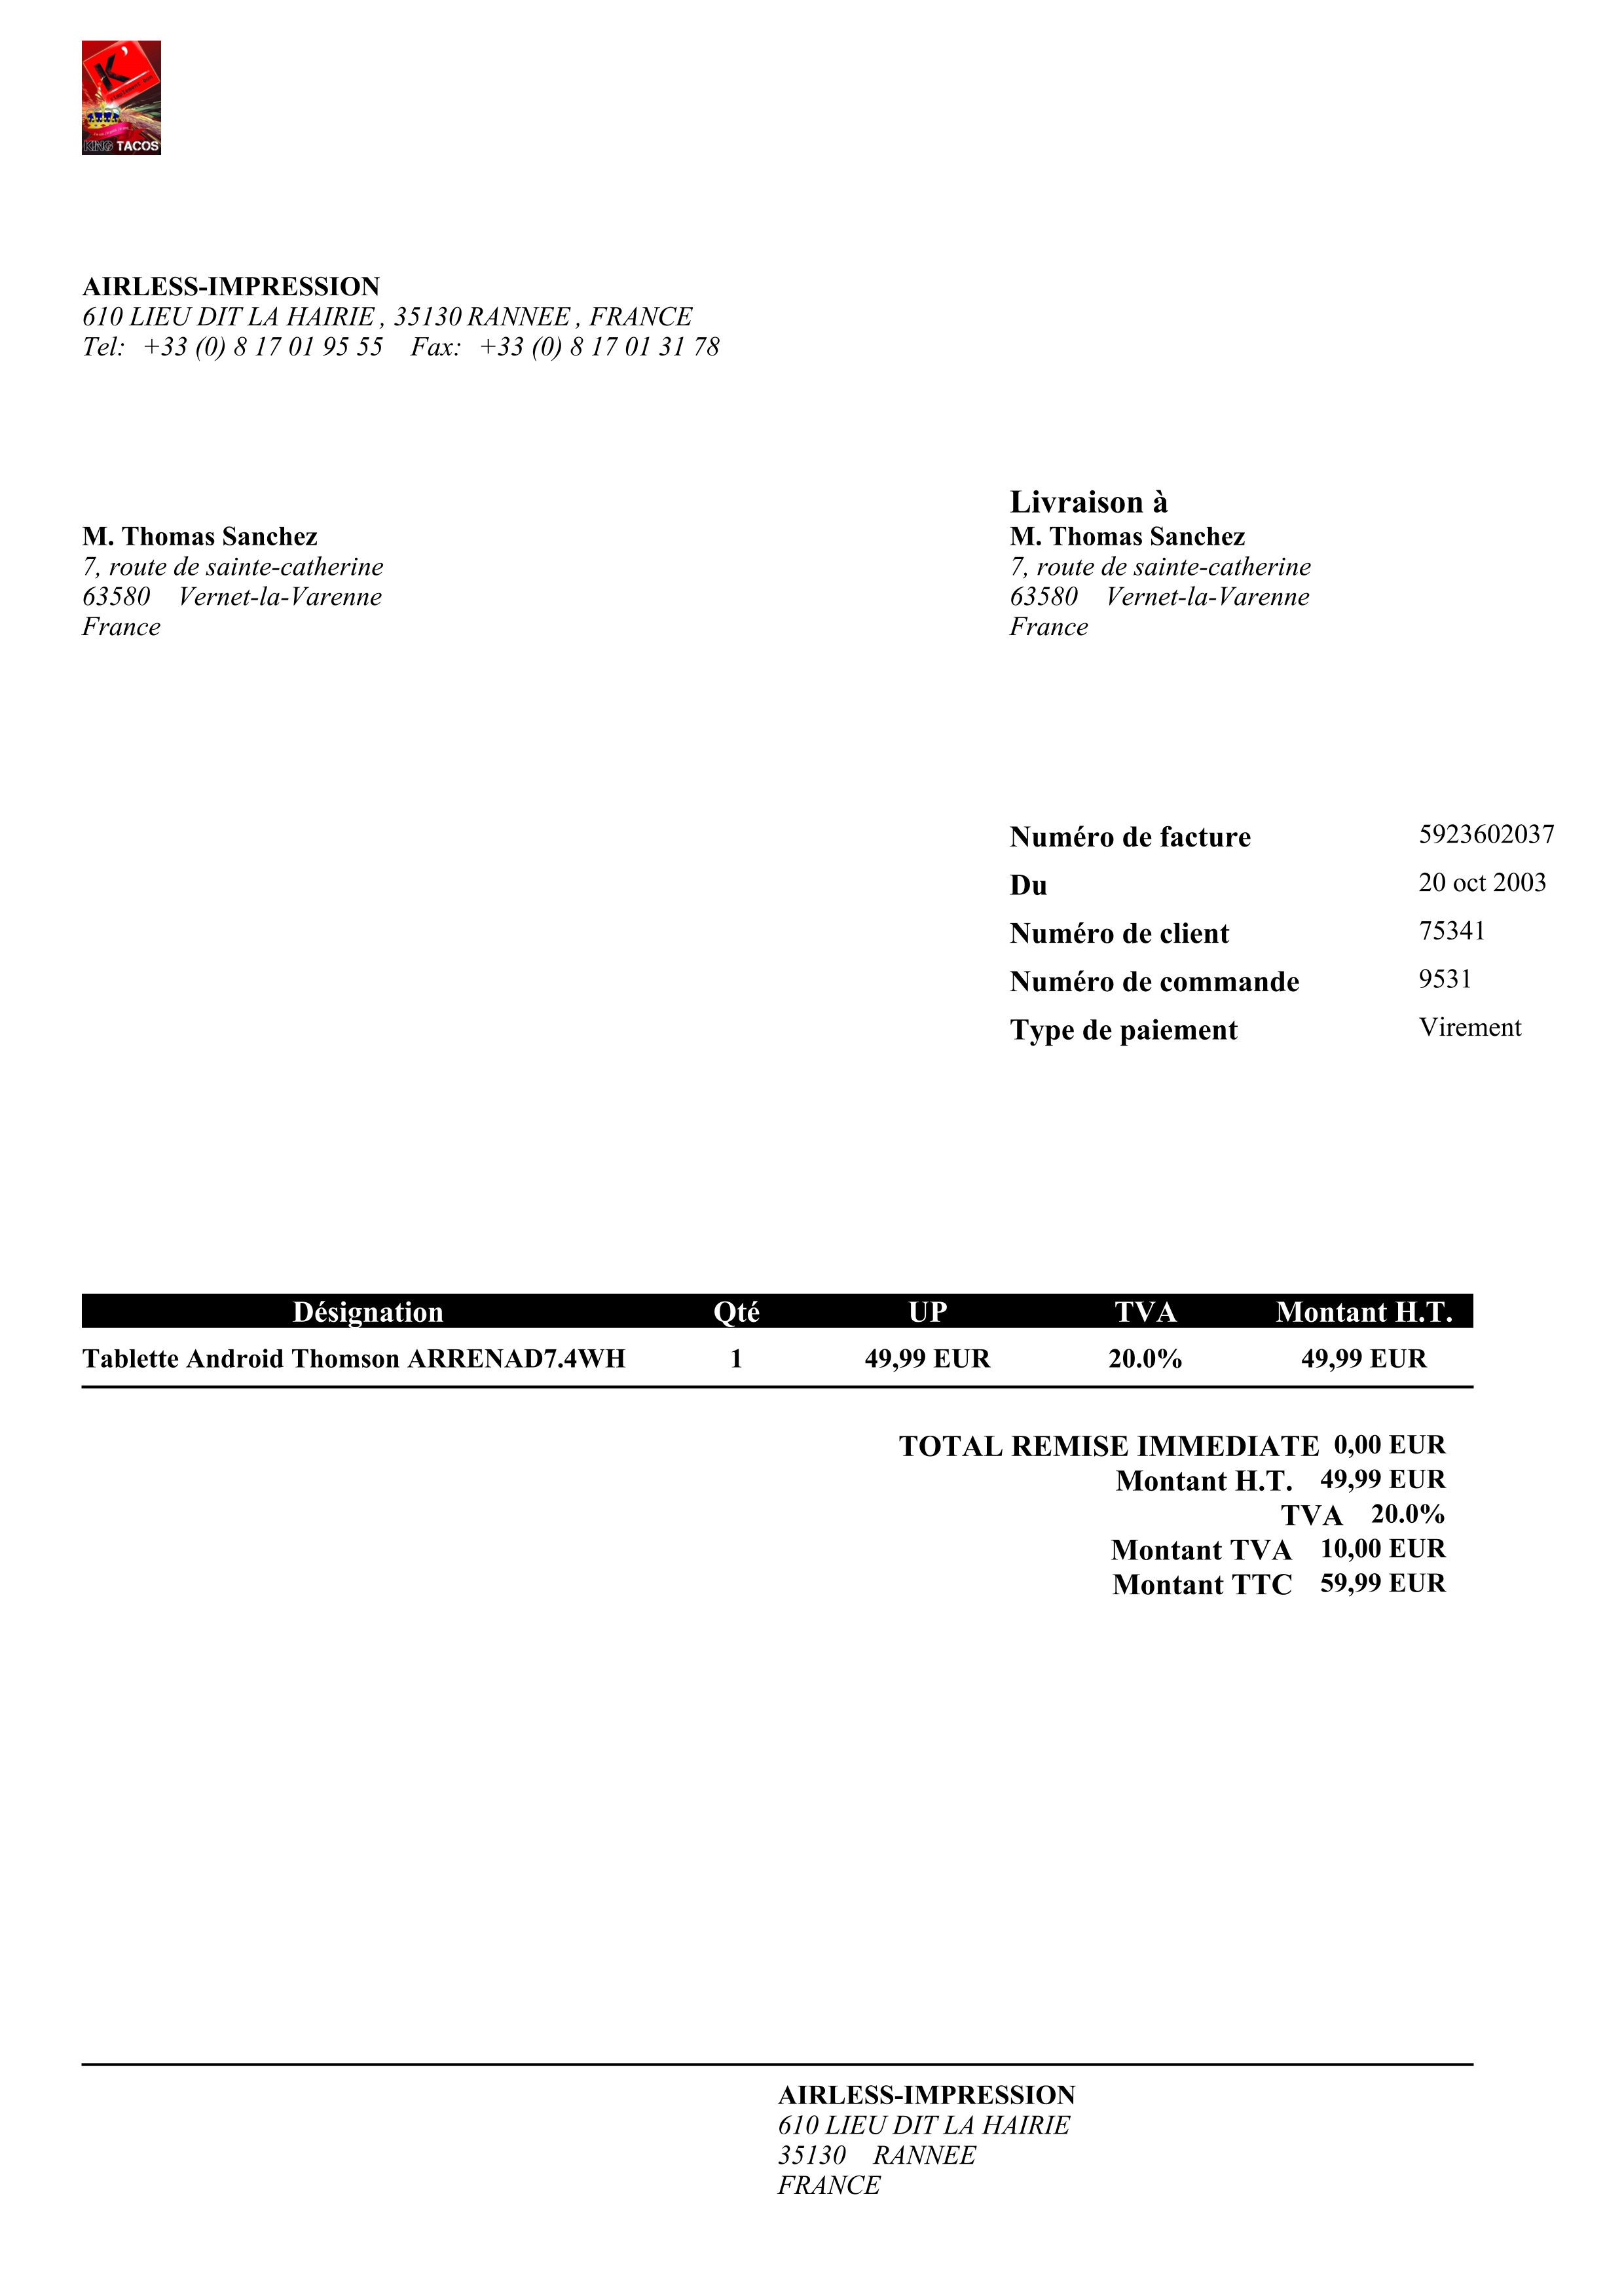 K'
KING TACOS
AIRLESS-IMPRESSION
610 LIEU DIT LA HAIRIE , 35130 RANNEE , FRANCE
Tel: +33 (0) 8 17 01 95 55 Fax: +33 (0) 8 17 01 31 78
M. Thomas Sanchez
7, route de sainte-catherine
63580 Vernet-la-Varenne
France
Livraison à
M. Thomas Sanchez
7, route de sainte-catherine
63580 Vernet-la-Varenne
France
Numéro de facture 5923602037
Du 20 oct 2003
Numéro de client 75341
Numéro de commande 9531
Type de paiement Virement
Désignation Qté UP TVA Montant H.T.
Tablette Android Thomson ARRENAD7.4WH 1 49,99 EUR 20.0% 49,99 EUR
TOTAL REMISE IMMEDIATE 0,00 EUR
Montant H.T. 49,99 EUR
TVA 20.0%
Montant TVA 10,00 EUR
Montant TTC 59,99 EUR
AIRLESS-IMPRESSION
610 LIEU DIT LA HAIRIE
35130 RANNEE
FRANCE